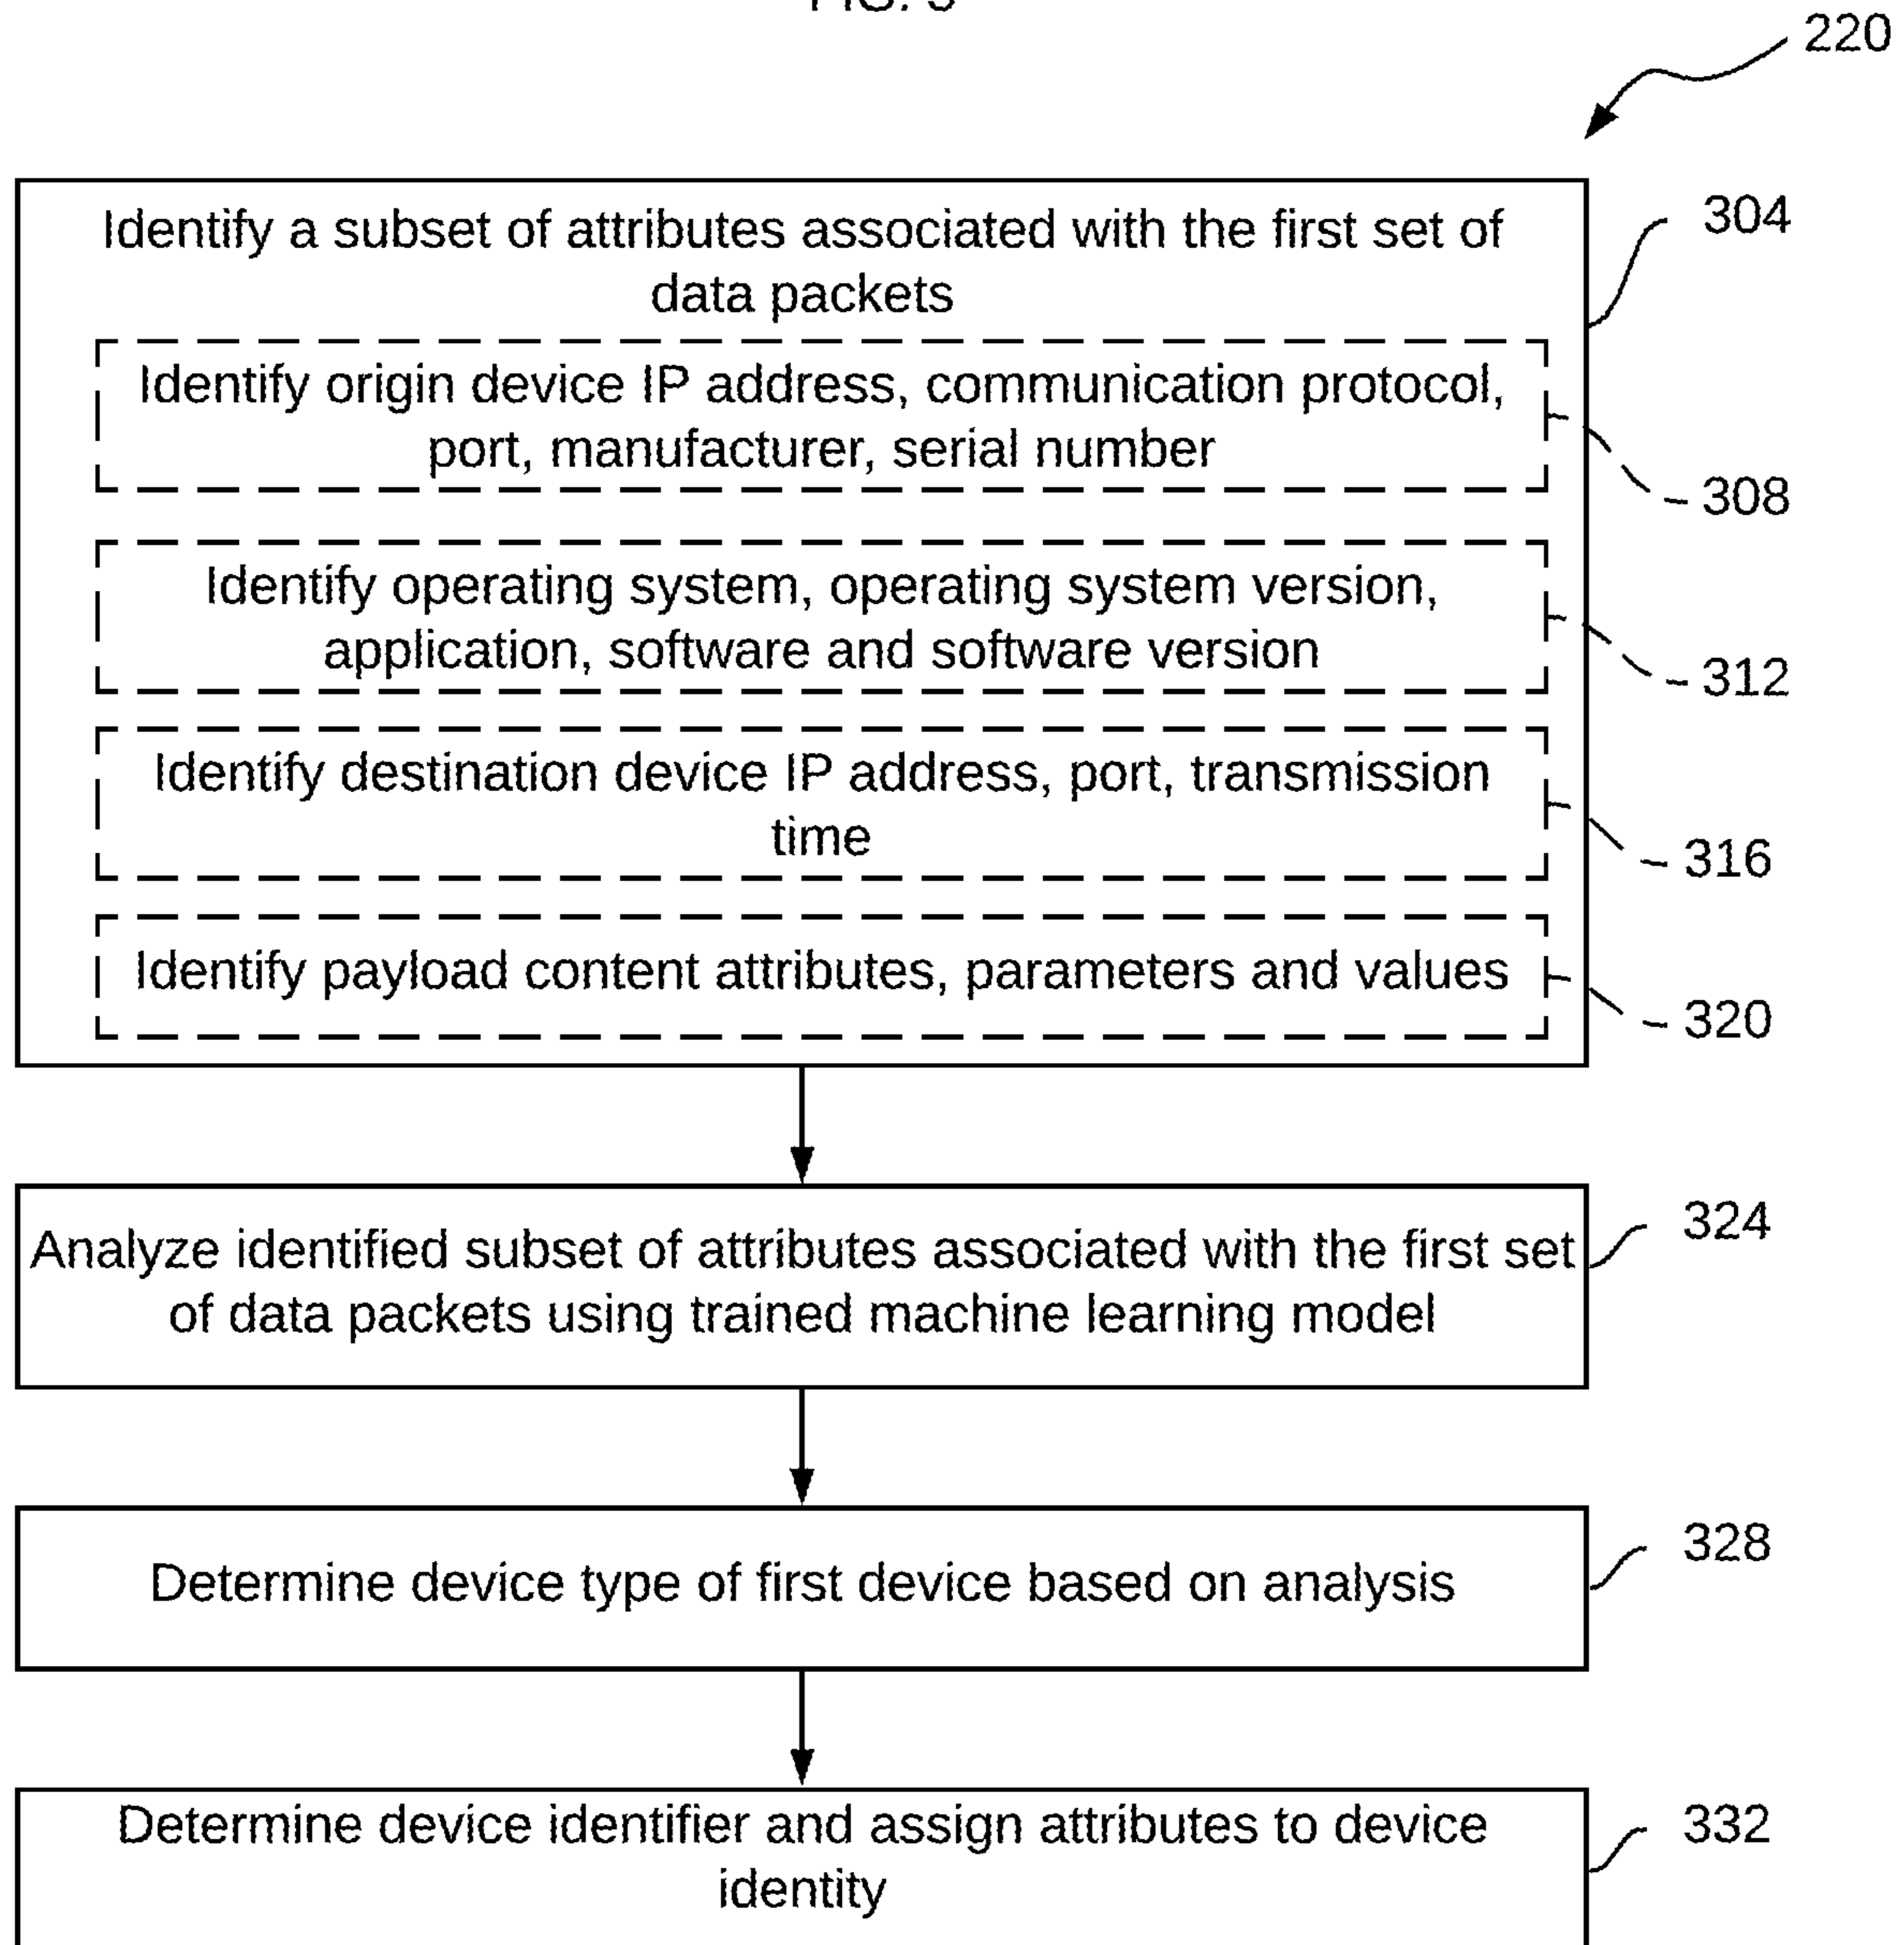 220
Identify a subset of attributes associated with the first set of
data packets
304
Identify origin device IP address, communication protocol,
port, manufacturer, serial number
308
Identify operating system, operating system version,
application, software and software version
312
Identify destination device IP address, port, transmission
time
316
Identify payload content attributes, parameters and values
320
Analyze identified subset of attributes associated with the first set
of data packets using trained machine learning model
324
Determine device type of first device based on analysis
328
Determine device identifier and assign attributes to device
identity
332